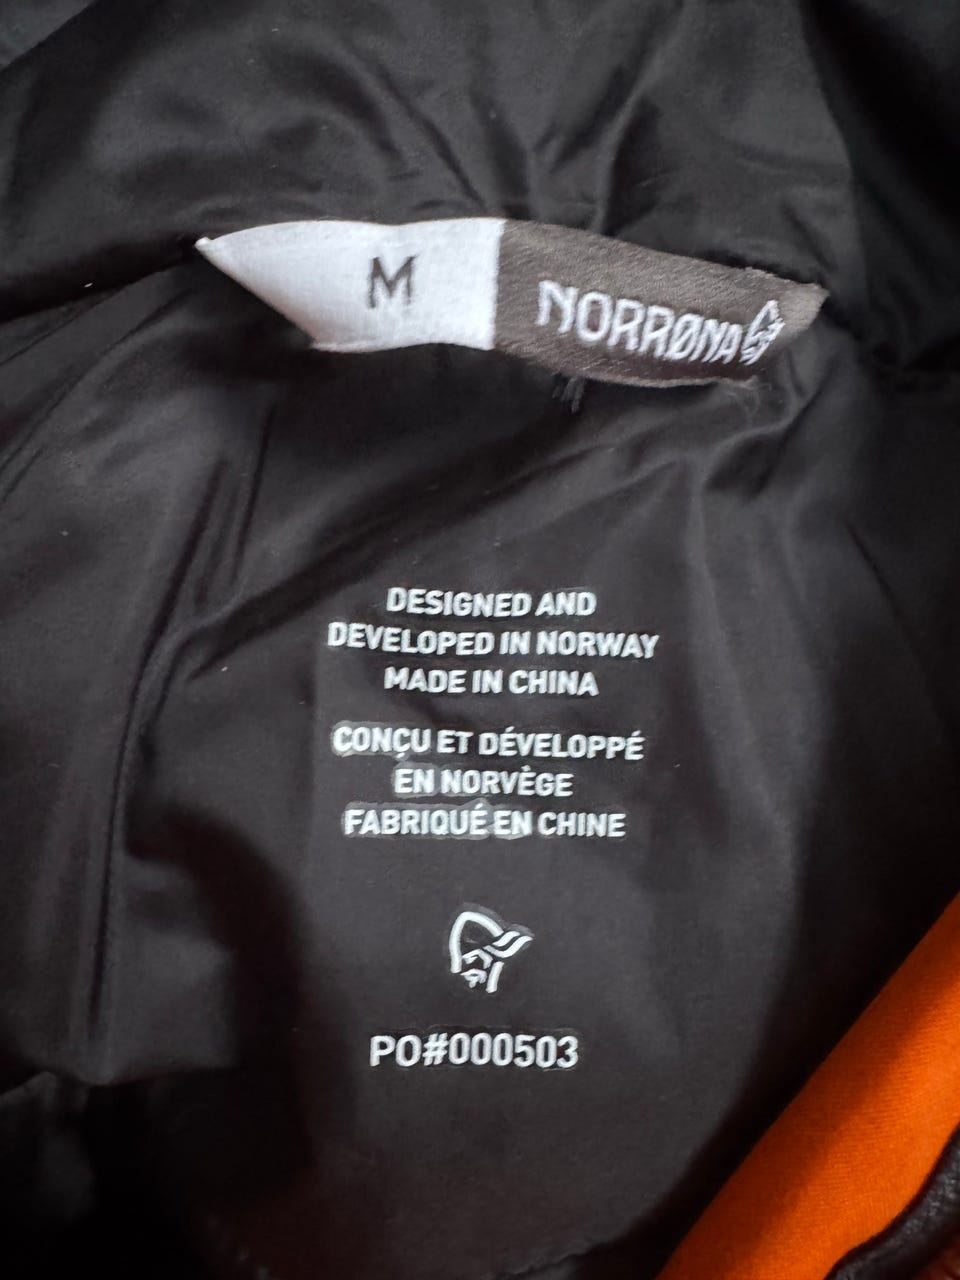 M
NORRØNA
DESIGNED AND
DEVELOPED IN NORWAY
MADE IN CHINA
CONÇU ET DÉVELOPPÉ
EN NORVÈGE
FABRIQUÉ EN CHINE
PO#000503